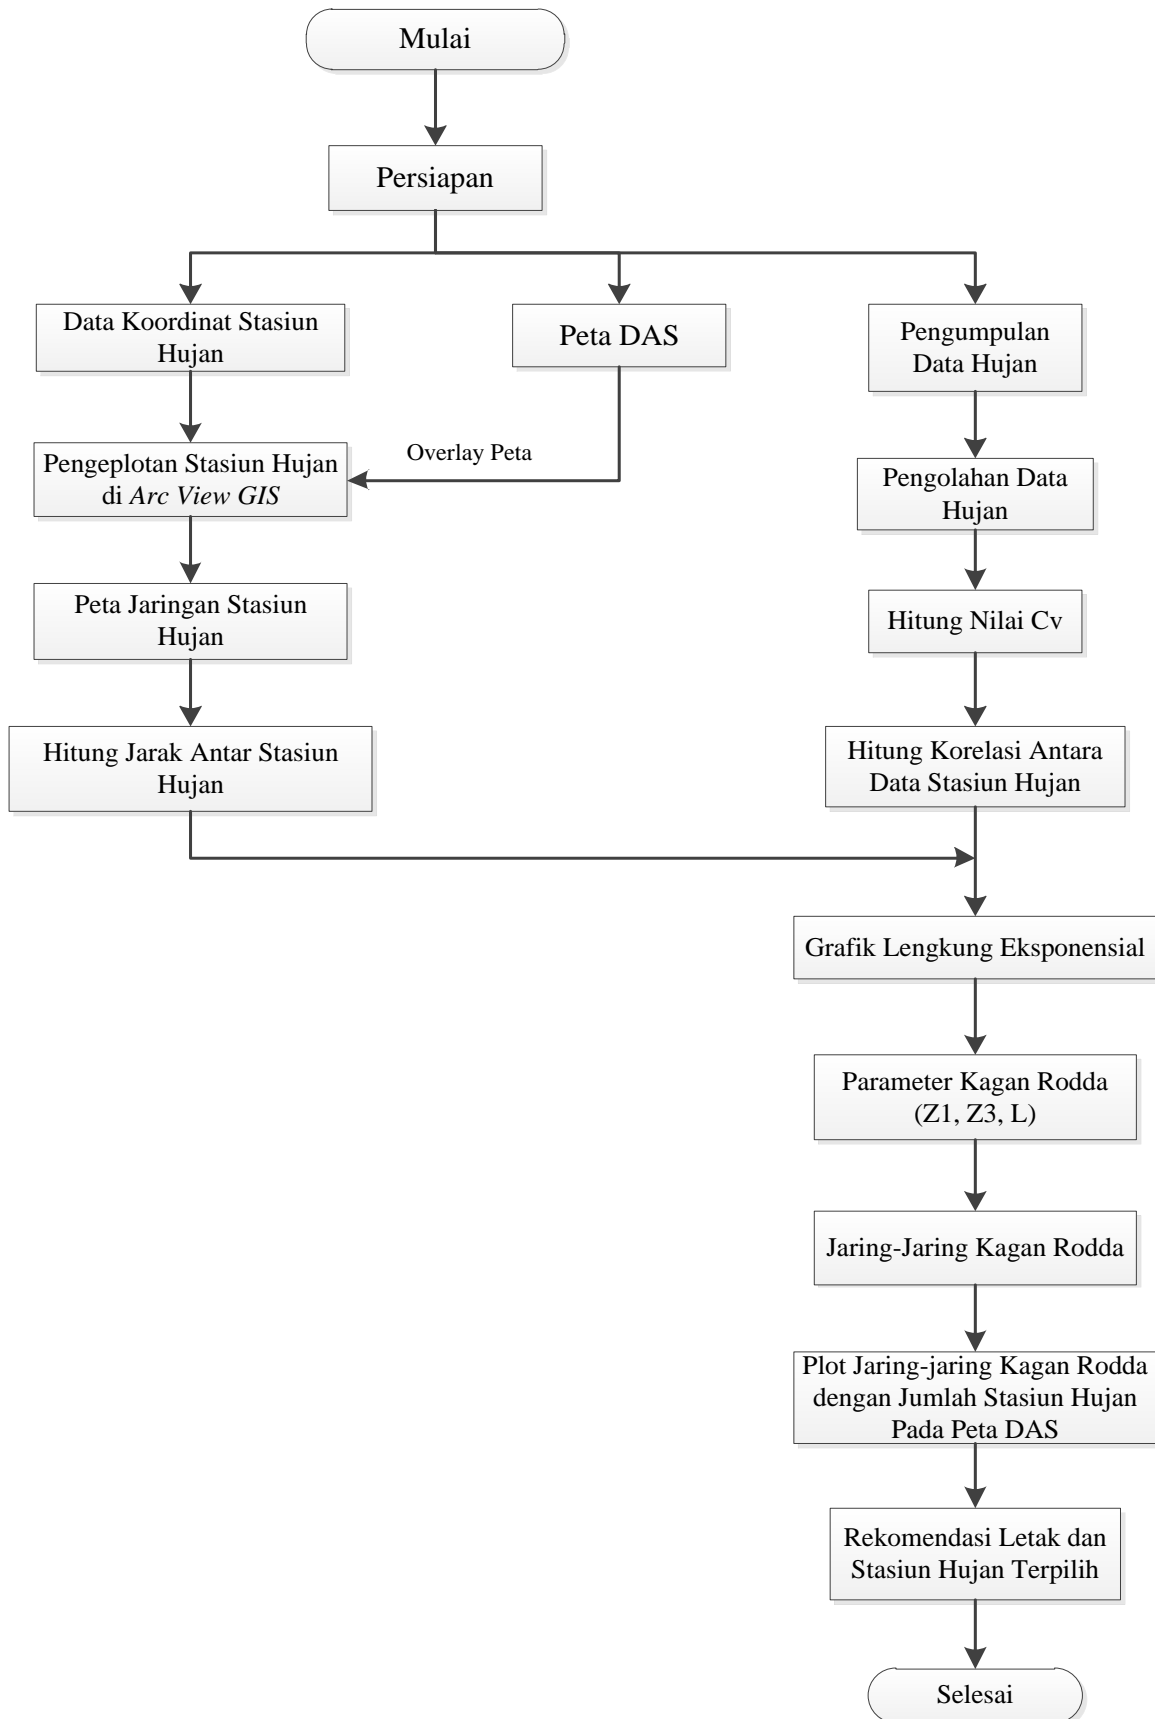 Mulai
Persiapan
Data Koordinat Stasiun
Hujan
Peta DAS
Pengumpulan
Data Hujan
Pengeplotan Stasiun Hujan
di Arc View GIS
Overlay Peta
Pengolahan Data
Hujan
Peta Jaringan Stasiun
Hujan
Hitung Nilai Cv
Hitung Jarak Antar Stasiun
Hujan
Hitung Korelasi Antara
Data Stasiun Hujan
Grafik Lengkung Eksponensial
Parameter Kagan Rodda
(Z1, Z3, L)
Jaring-Jaring Kagan Rodda
Plot Jaring-jaring Kagan Rodda
dengan Jumlah Stasiun Hujan
Pada Peta DAS
Rekomendasi Letak dan
Stasiun Hujan Terpilih
Selesai